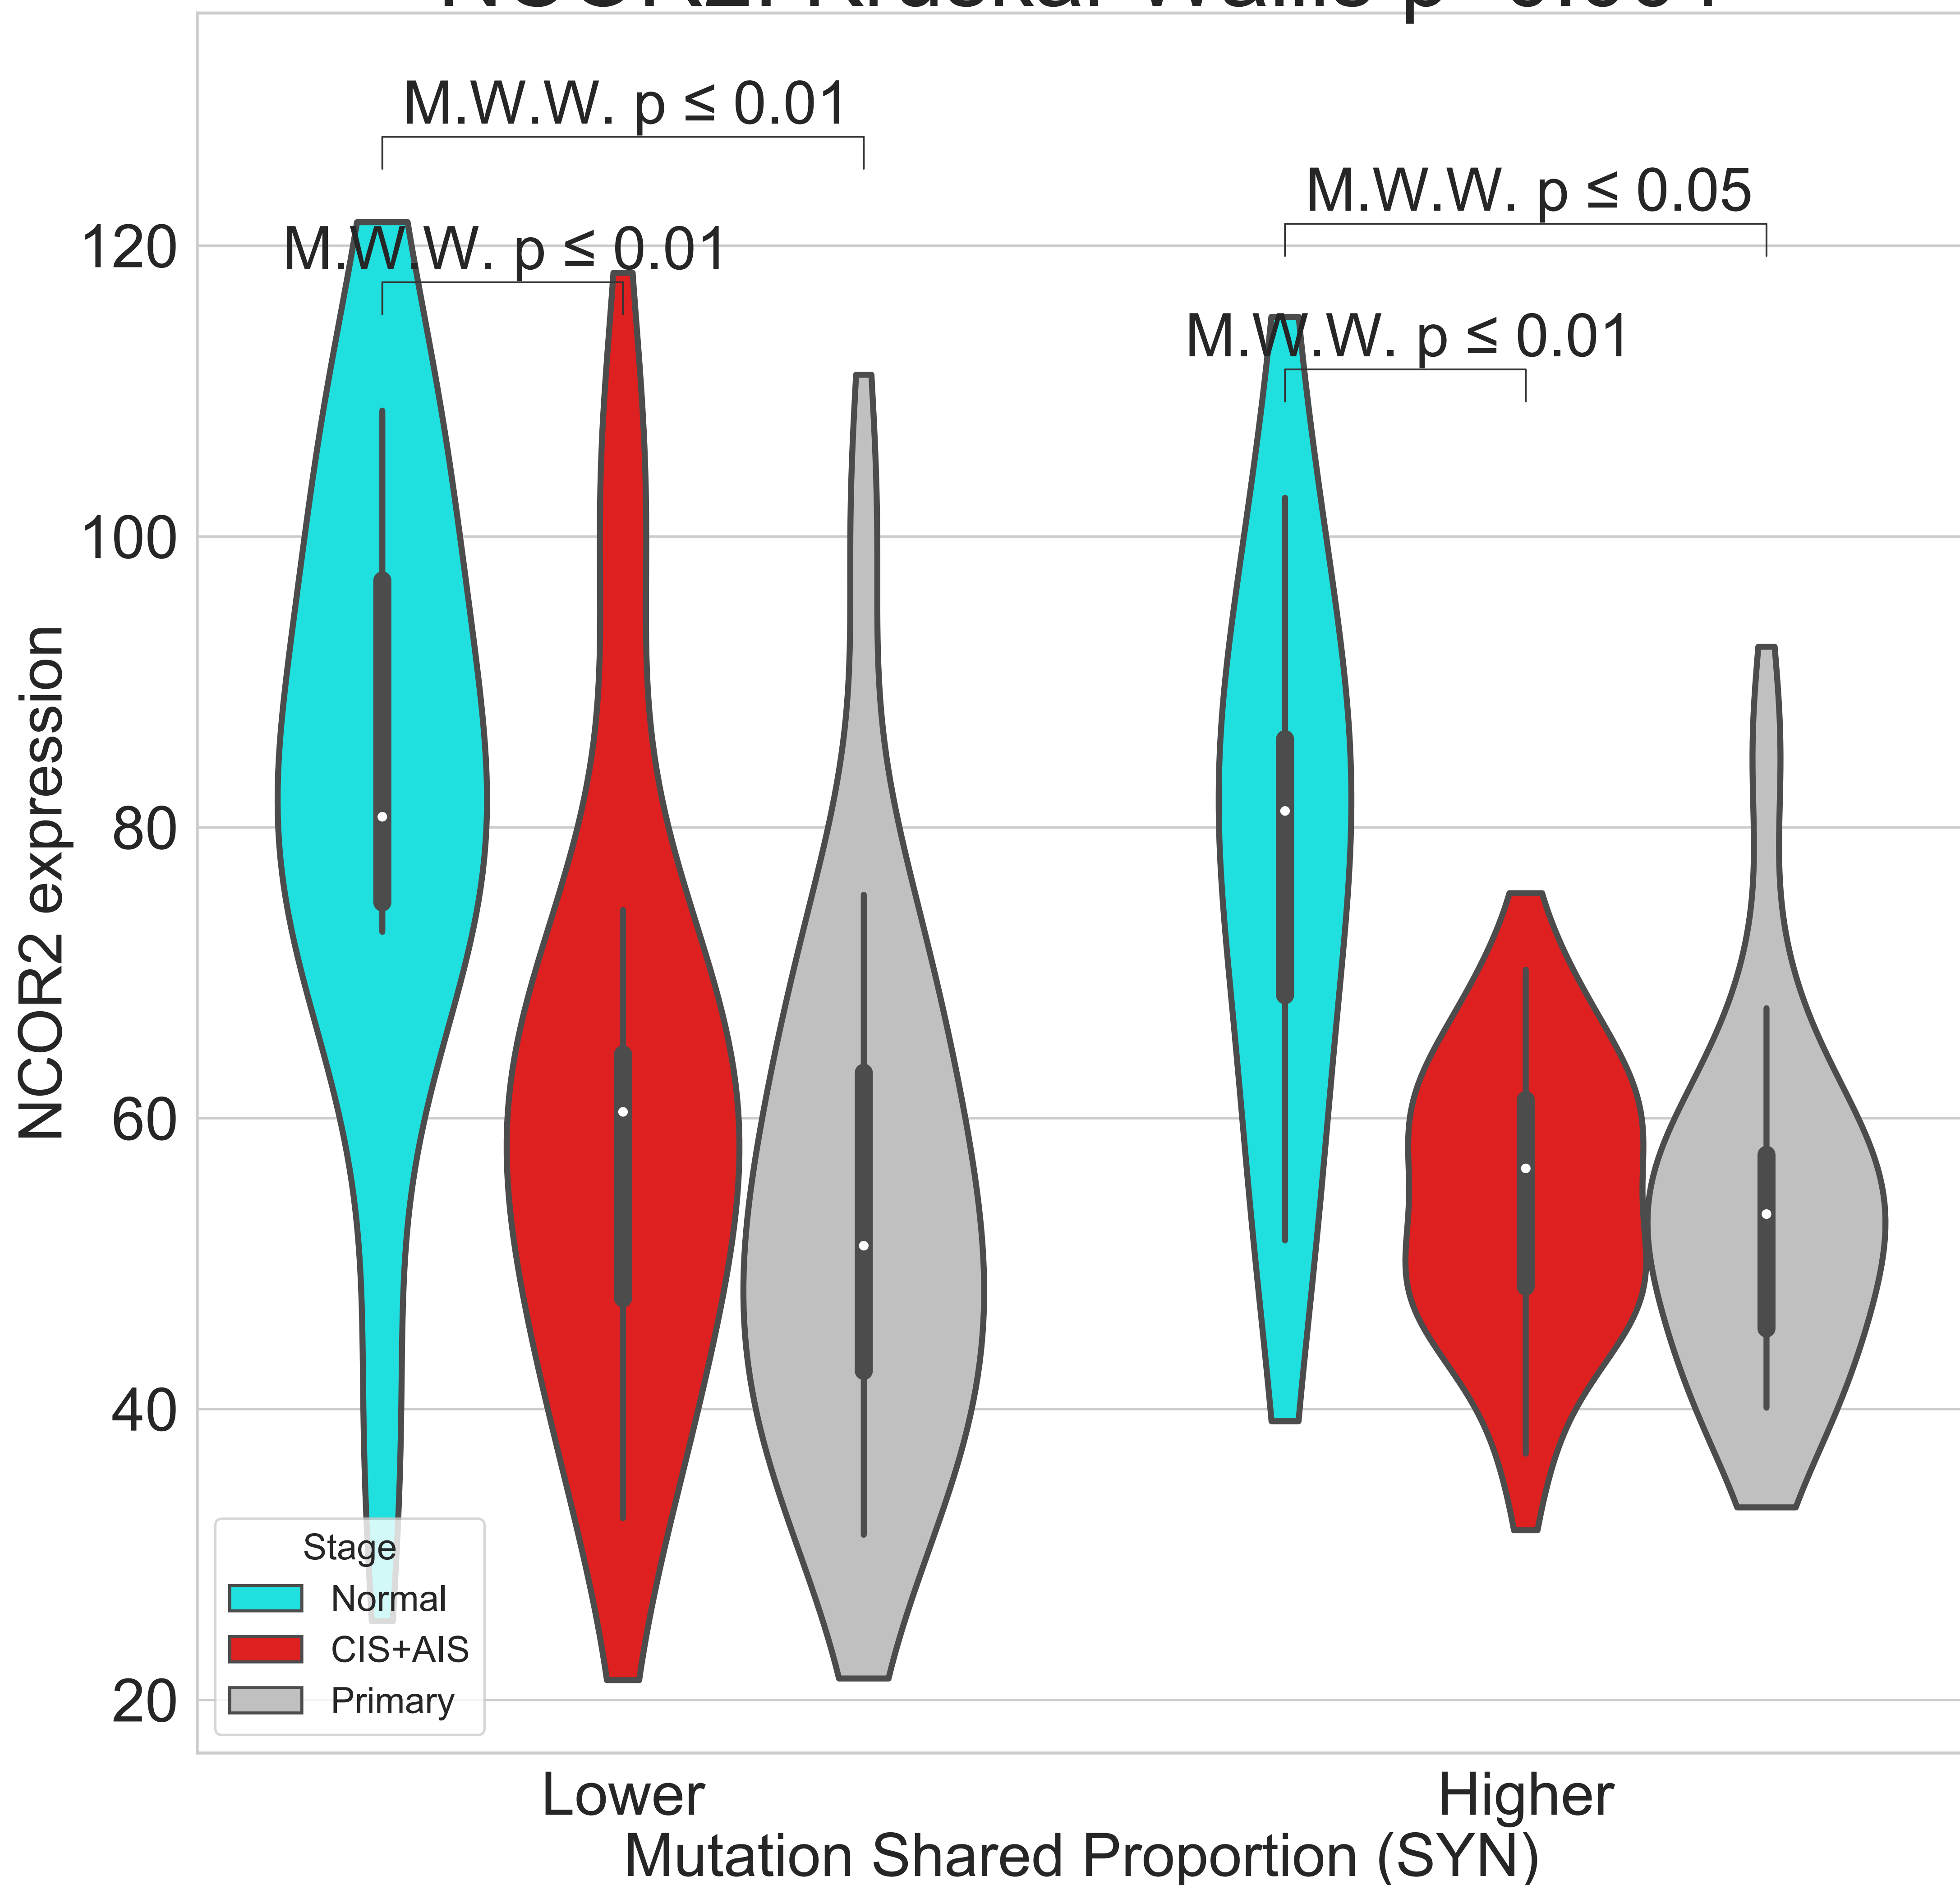 M.W.W. p ≤ 0.01
M.W.W. p ≤ 0.05
M.W.W. p ≤ 0.01
M.W.W. p ≤ 0.01
120
100
80
60
40
20
NCOR2 expression
Stage
Normal
CIS+AIS
Primary
Lower
Higher
Mutation Shared Proportion (SYN)